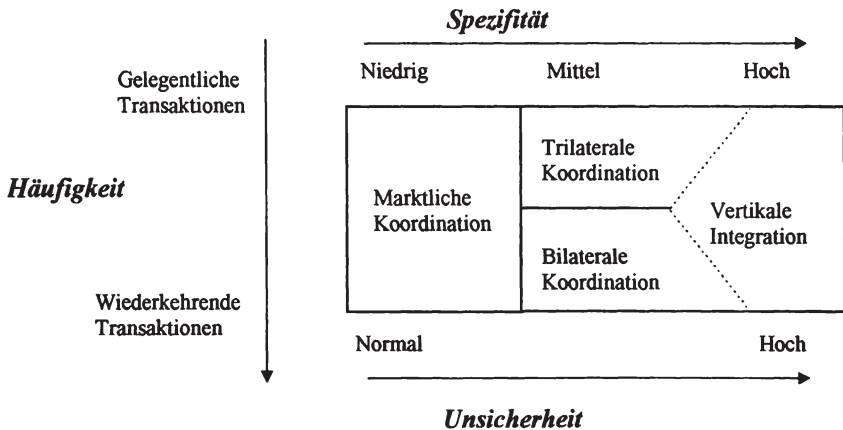 Spezifität
Niedrig
Mittel
Hoch
Gelegentliche
Transaktionen
Häufigkeit
Wiederkehrende
Transaktionen
Marktliche
Koordination
Trilaterale
Koordination
Bilaterale
Koordination
Vertikale
Integration
Normal
Hoch
Unsicherheit